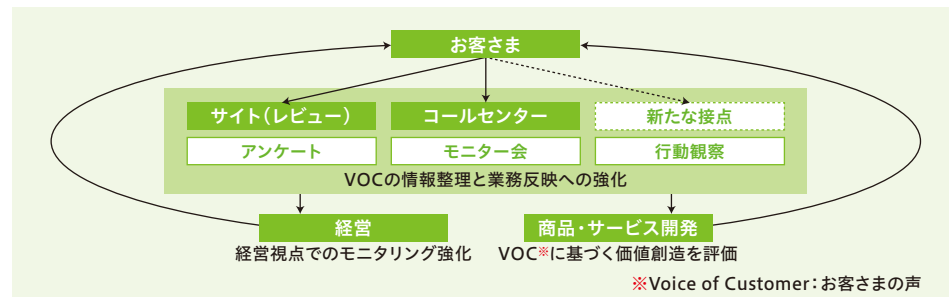 お客さま
サイト（レビュー）
コールセンター
新たな接点
アンケート
モニター会
行動観察
VOCの情報整理と業務反映への強化
経営
商品・サービス開発
経営視点でのモニタリング強化
VOC※に基づく価値創造を評価
※Voice of Customer：お客さまの声